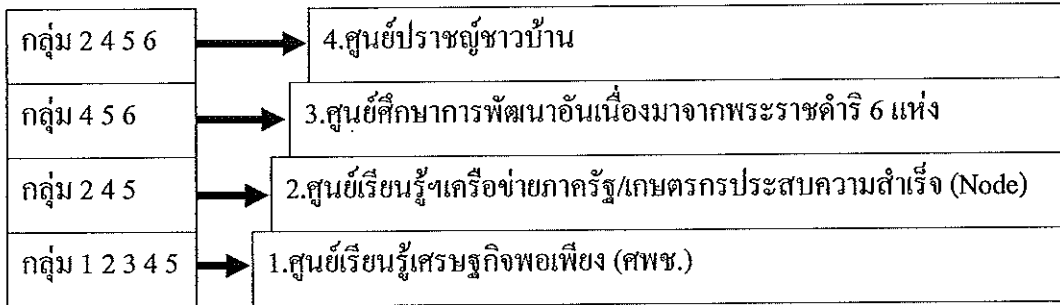 กลุ่ม 2 4 5 6 4.ศูนย์ปราชญ์ชาวบ้าน
กลุ่ม 4 5 6 3.ศูนย์ศึกษาการพัฒนาอันเนื่องมาจากพระราชดำริ 6 แห่ง
กลุ่ม 2 4 5 2.ศูนย์เรียนรู้ฯเครือข่ายภาครัฐ/เกษตรกรประสบความสำเร็จ (Node)
กลุ่ม 1 2 3 4 5 1.ศูนย์เรียนรู้เศรษฐกิจพอเพียง (ศพช.)